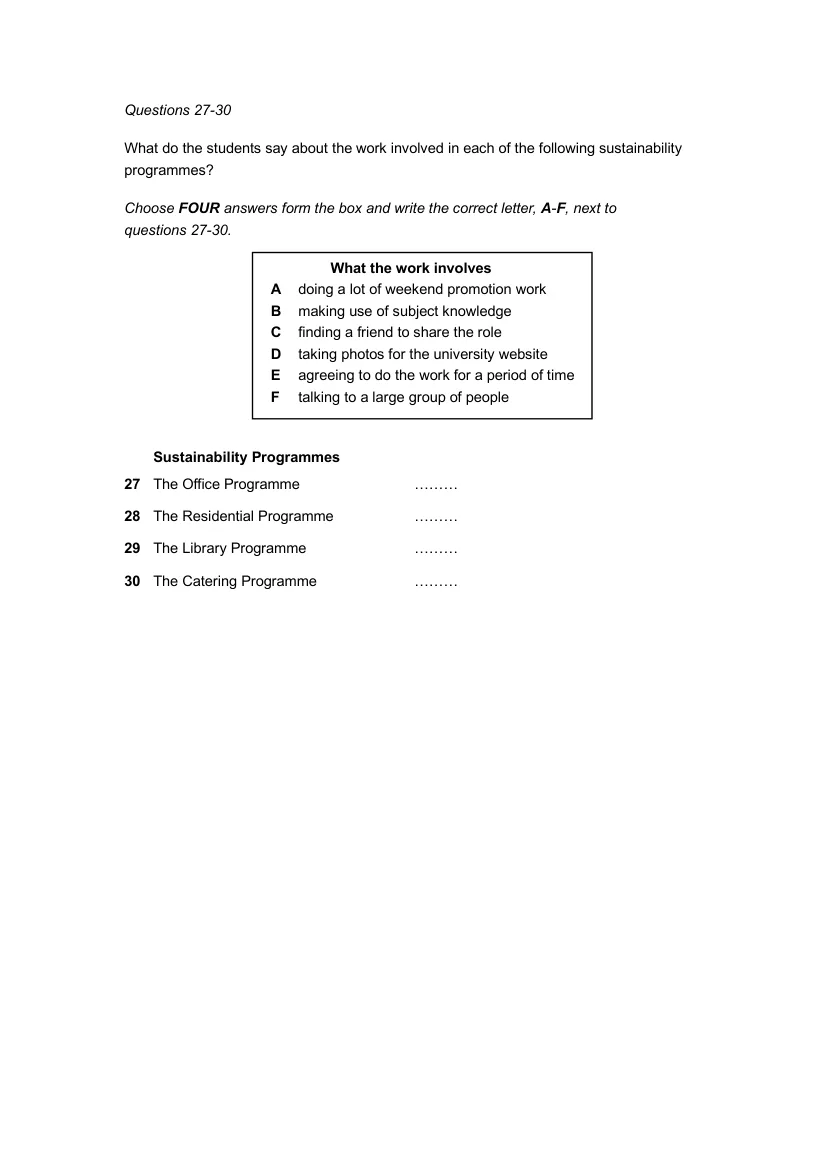 Questions 27-30
What do the students say about the work involved in each of the following sustainability
programmes?
Choose FOUR answers form the box and write the correct letter, A-F, next to
questions 27-30.
What the work involves
A doing a lot of weekend promotion work
B making use of subject knowledge
C finding a friend to share the role
D taking photos for the university website
E agreeing to do the work for a period of time
F talking to a large group of people
Sustainability Programmes
27 The Office Programme ………
28 The Residential Programme ………
29 The Library Programme ………
30 The Catering Programme ………